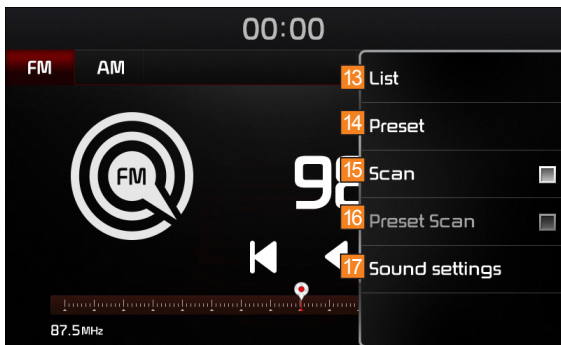 00:00
FM AM
13 List
14 Preset
FM
15 Scan
98
16 Preset Scan
17 Sound settings
87.5MHz